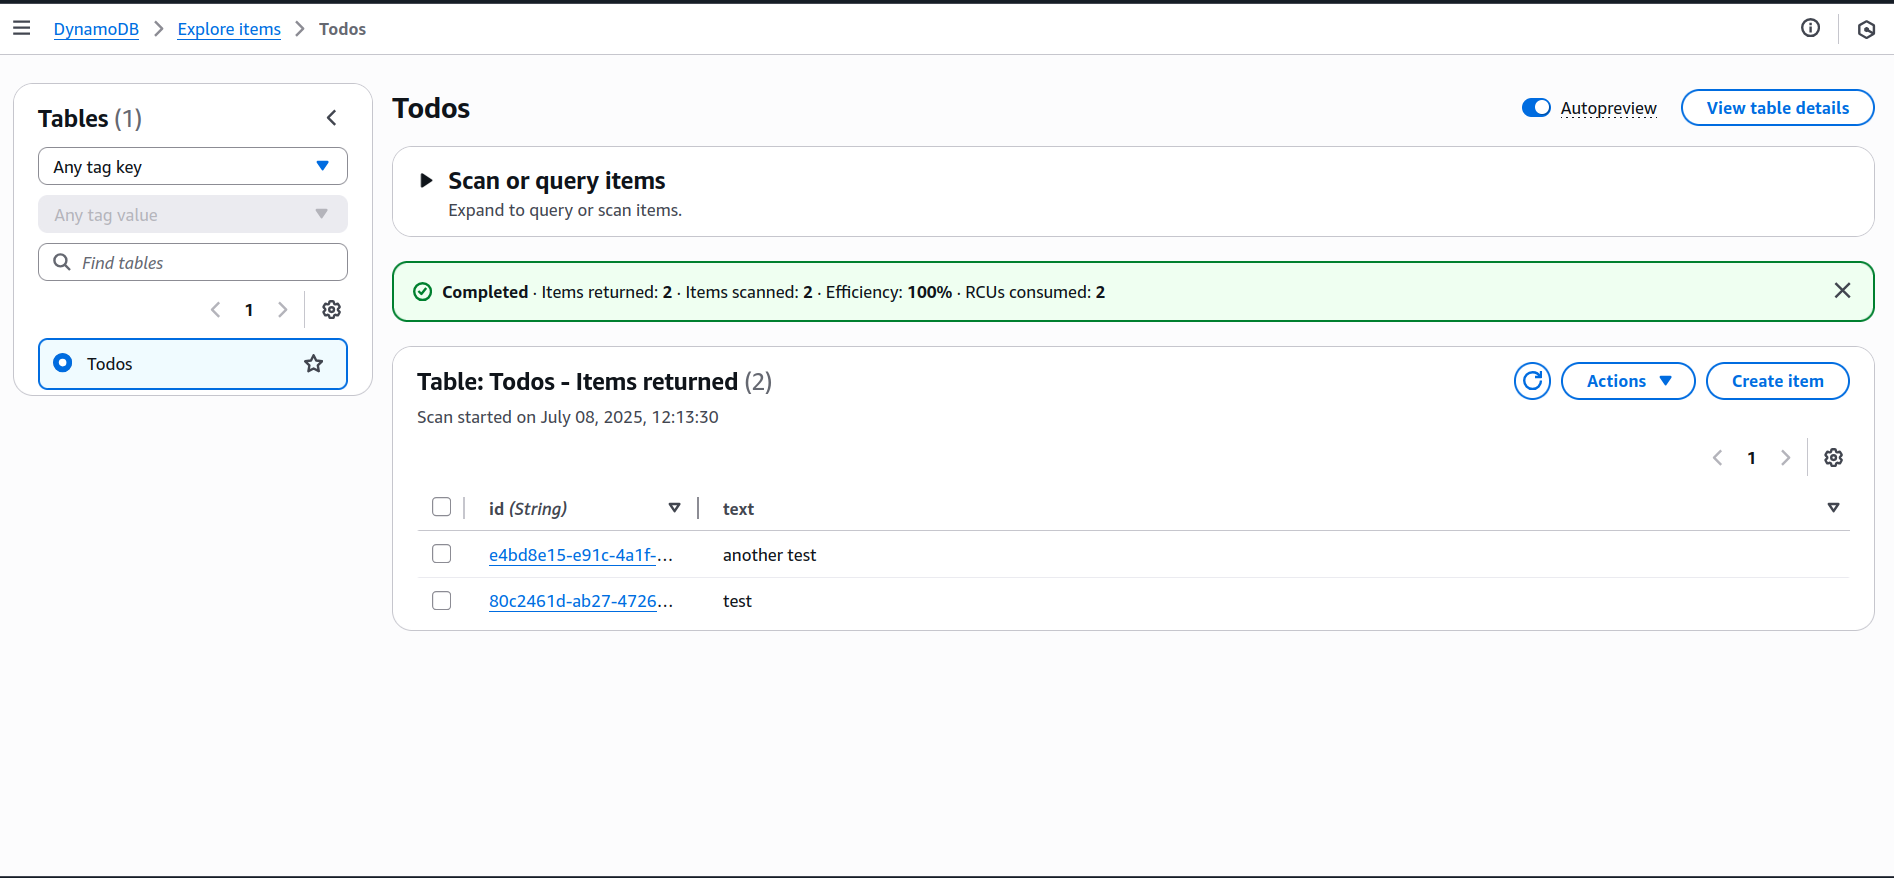 DynamoDB > Explore items > Todos
Tables (1)
Any tag key
Any tag value
Find tables
1
Todos
Todos
Autopreview
View table details
Scan or query items
Expand to query or scan items.
Completed · Items returned: 2 · Items scanned: 2 · Efficiency: 100% · RCUs consumed: 2
Table: Todos - Items returned (2)
Scan started on July 08, 2025, 12:13:30
Actions
Create item
1
id (String) text
e4bd8e15-e91c-4a1f-... another test
80c2461d-ab27-4726... test